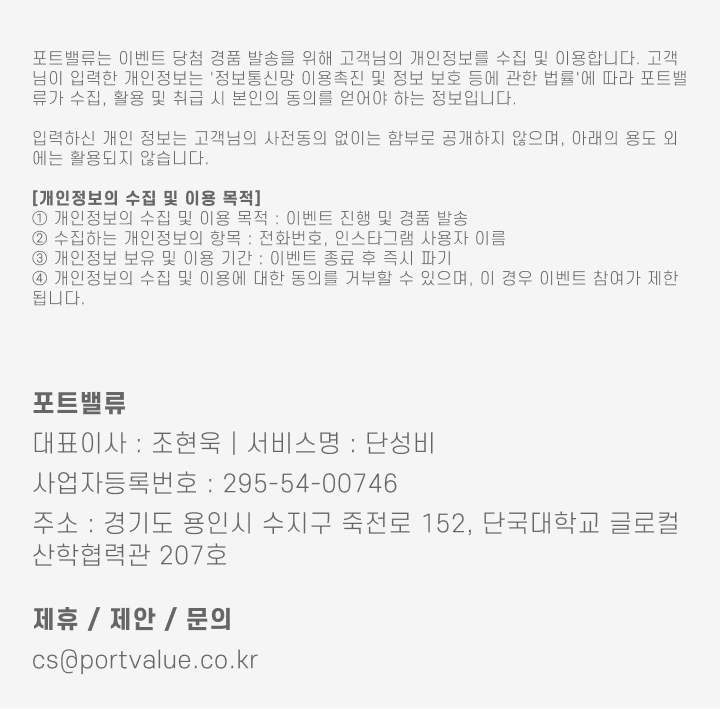 포트밸류는 이벤트 당첨 경품 발송을 위해 고객님의 개인정보를 수집 및 이용합니다. 고객
님이 입력한 개인정보는 '정보통신망 이용촉진 및 정보 보호 등에 관한 법률'에 따라 포트밸
류가 수집, 활용 및 취급 시 본인의 동의를 얻어야 하는 정보입니다.
입력하신 개인 정보는 고객님의 사전동의 없이는 함부로 공개하지 않으며, 아래의 용도 외
에는 활용되지 않습니다.
[개인정보의 수집 및 이용 목적]
① 개인정보의 수집 및 이용 목적 : 이벤트 진행 및 경품 발송
② 수집하는 개인정보의 항목 : 전화번호, 인스타그램 사용자 이름
③ 개인정보 보유 및 이용 기간 : 이벤트 종료 후 즉시 파기
④ 개인정보의 수집 및 이용에 대한 동의를 거부할 수 있으며, 이 경우 이벤트 참여가 제한
됩니다.
포트밸류
대표이사 : 조현욱 | 서비스명 : 단성비
사업자등록번호 : 295-54-00746
주소 : 경기도 용인시 수지구 죽전로 152, 단국대학교 글로컬
산학협력관 207호
제휴 / 제안 / 문의
cs@portvalue.co.kr